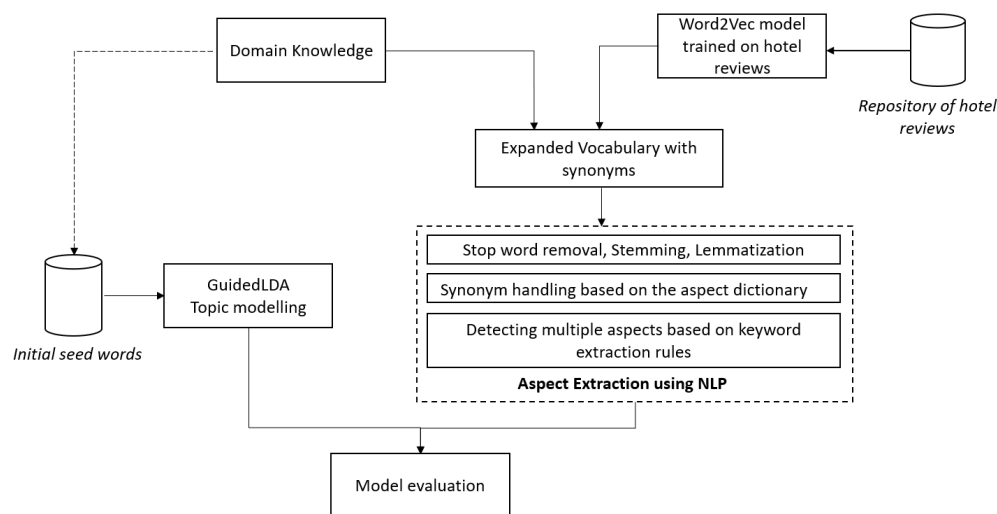 Domain Knowledge
Word2Vec model
trained on hotel
reviews
Repository of hotel
reviews
Expanded Vocabulary with
synonyms
Stop word removal, Stemming, Lemmatization
Synonym handling based on the aspect dictionary
Detecting multiple aspects based on keyword
extraction rules
Aspect Extraction using NLP
GuidedLDA
Topic modelling
Initial seed words
Model evaluation